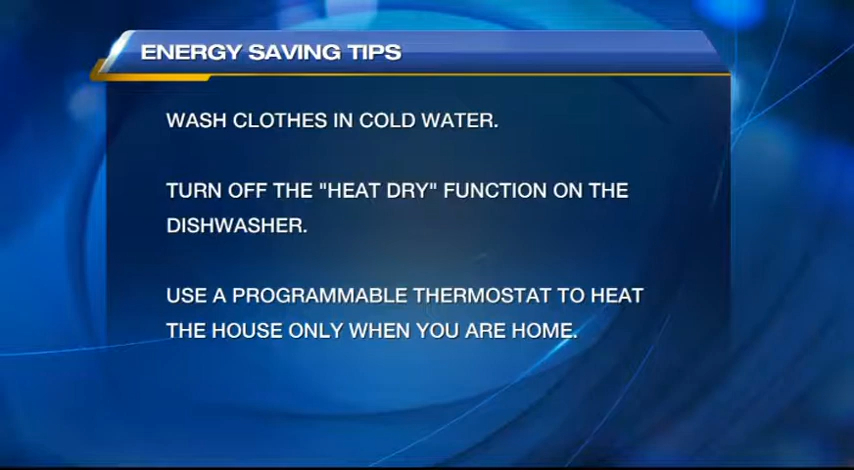 ENERGY SAVING TIPS
WASH CLOTHES IN COLD WATER.
TURN OFF THE "HEAT DRY" FUNCTION ON THE
DISHWASHER.
USE A PROGRAMMABLE THERMOSTAT TO HEAT
THE HOUSE ONLY WHEN YOU ARE HOME.